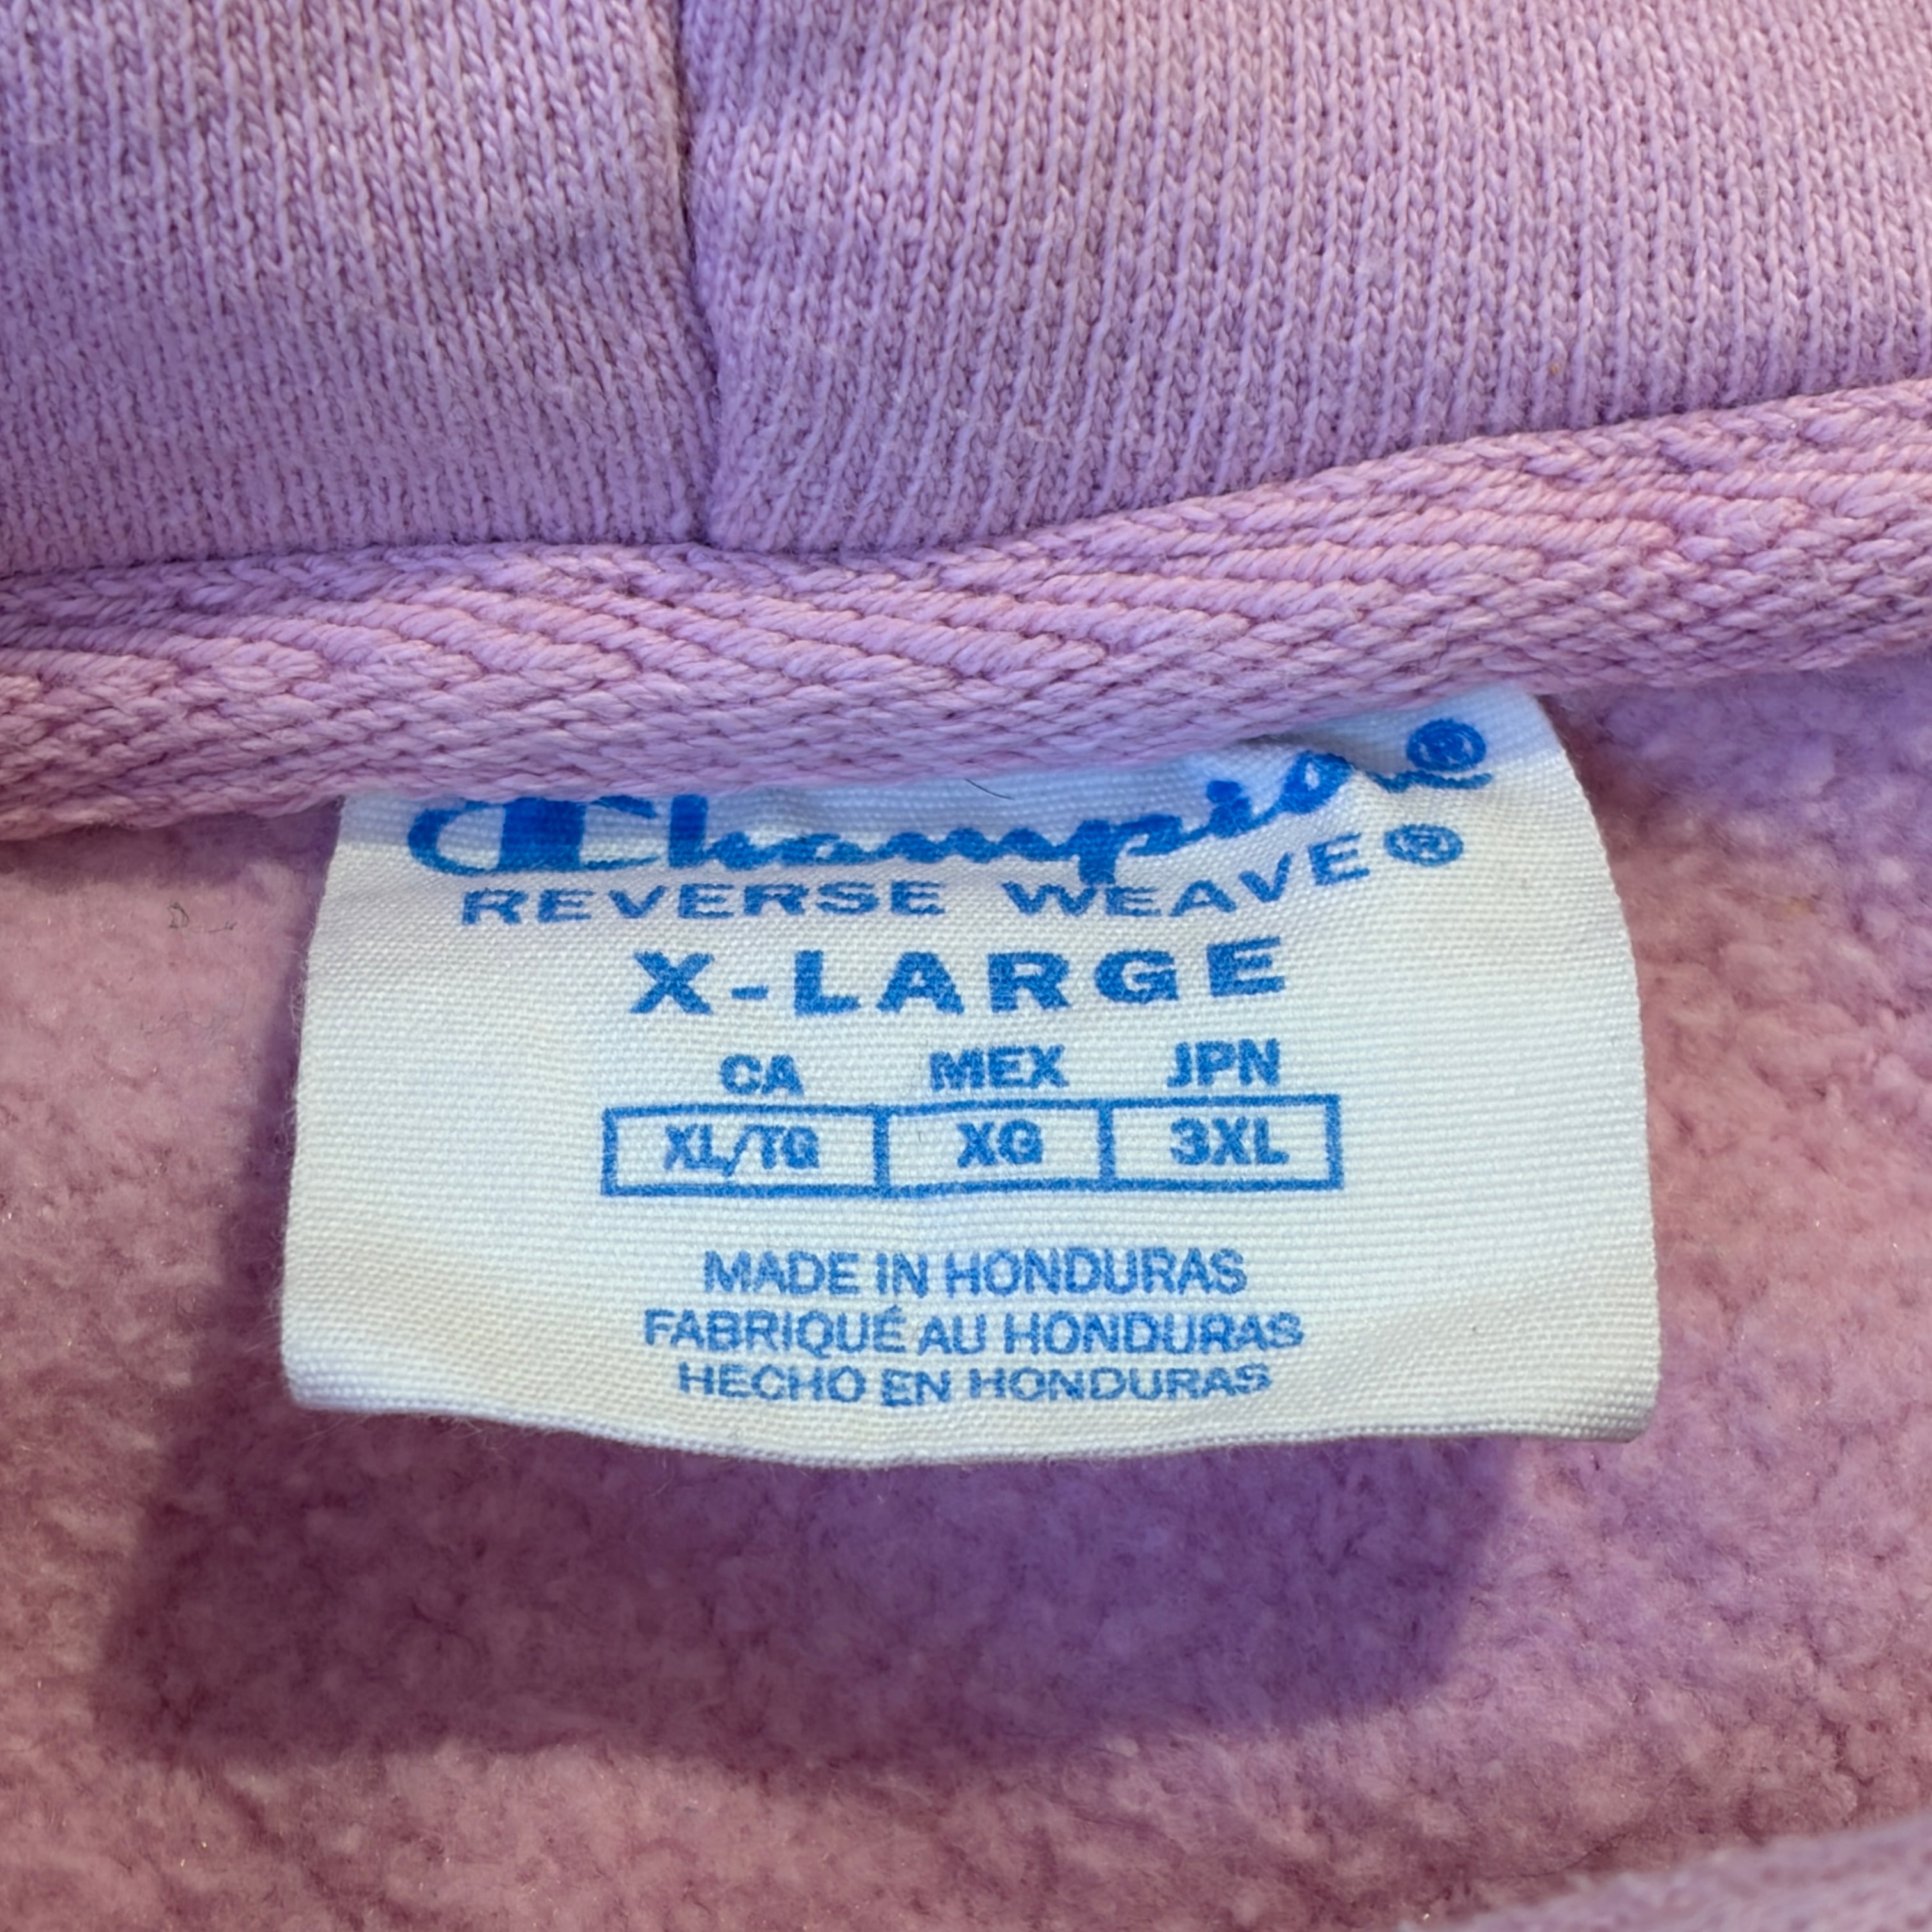 Champion®
REVERSE WEAVE®
X-LARGE
CA MEX JPN
XL/TG XG 3XL
MADE IN HONDURAS
FABRIQUÉ AU HONDURAS
HECHO EN HONDURAS